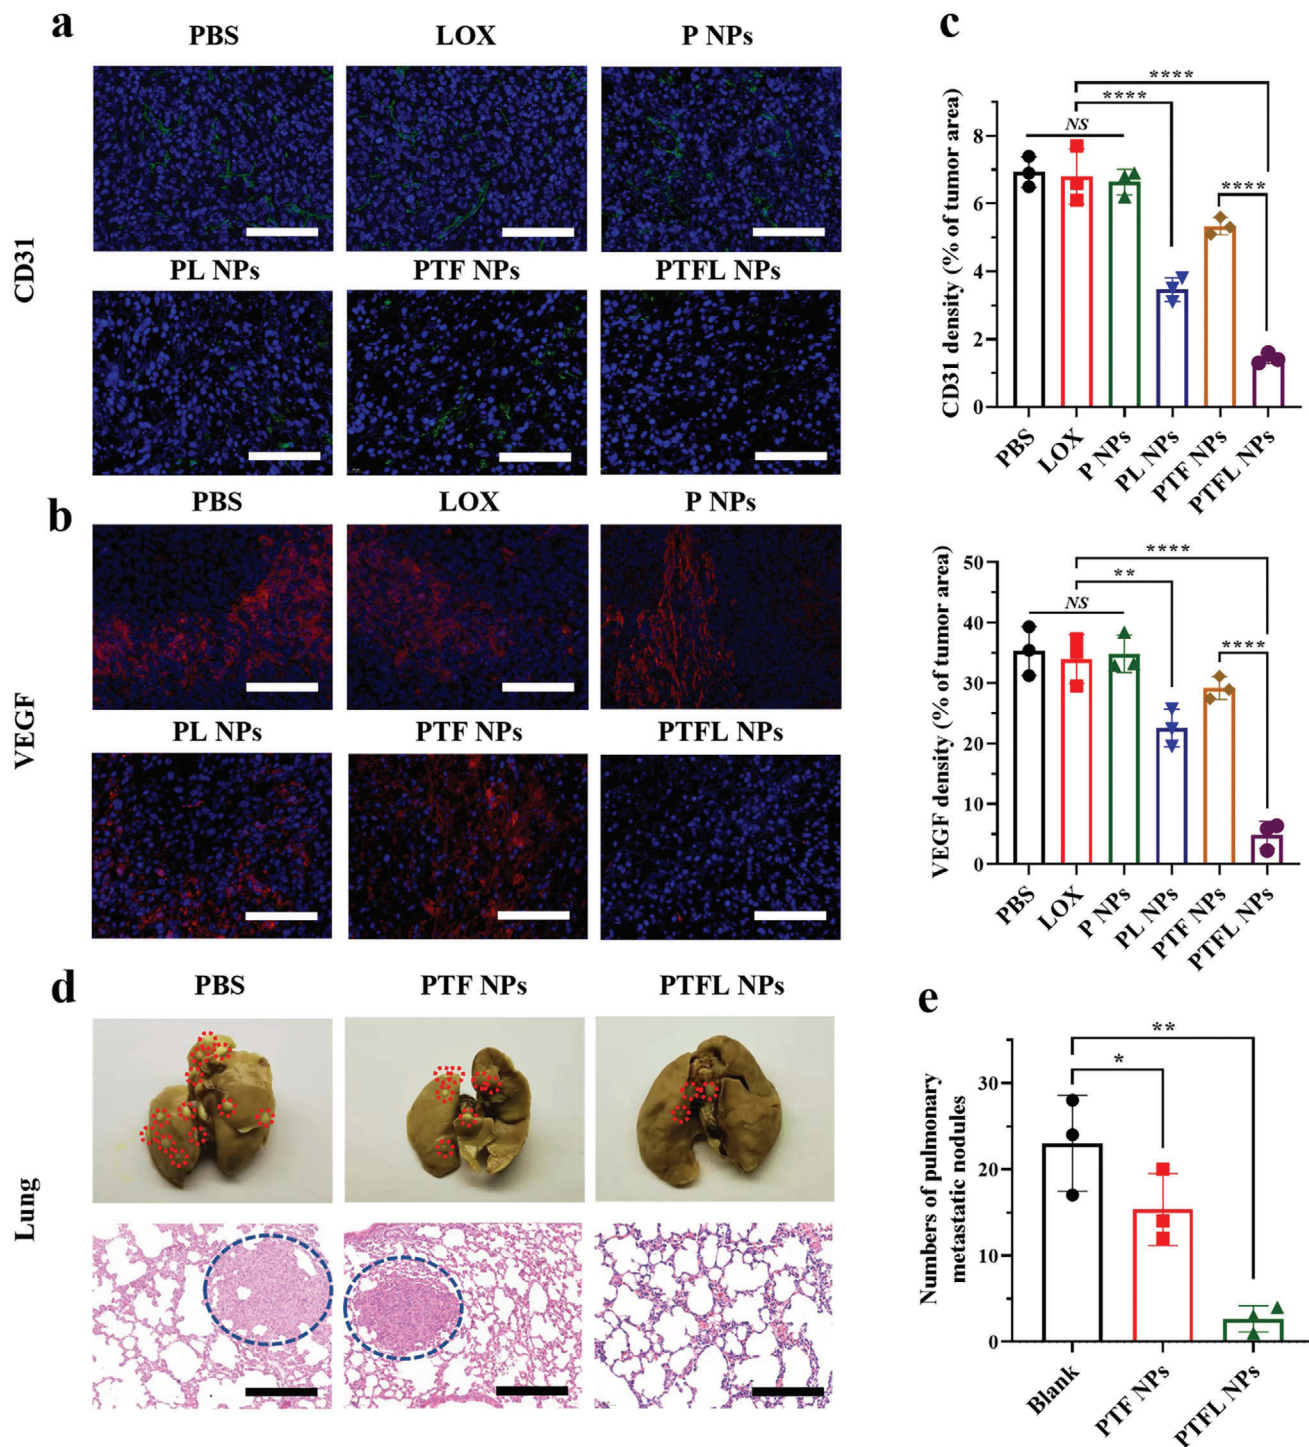 a
PBS LOX P NPs
CD31
PL NPs PTF NPs PTFL NPs
b
PBS LOX P NPs
VEGF
PL NPs PTF NPs PTFL NPs
c
CD31 density (% of tumor area)
8
6
4
2
0
****
****
NS
****
PBS LOX P NPs PL NPs PTF NPs PTFL NPs
VEGF density (% of tumor area)
50
40
30
20
10
0
****
**
NS
****
PBS LOX P NPs PL NPs PTF NPs PTFL NPs
d
PBS PTF NPs PTFL NPs
Lung
e
Numbers of pulmonary
metastatic nodules
30
20
10
0
**
*
Blank PTF NPs PTFL NPs